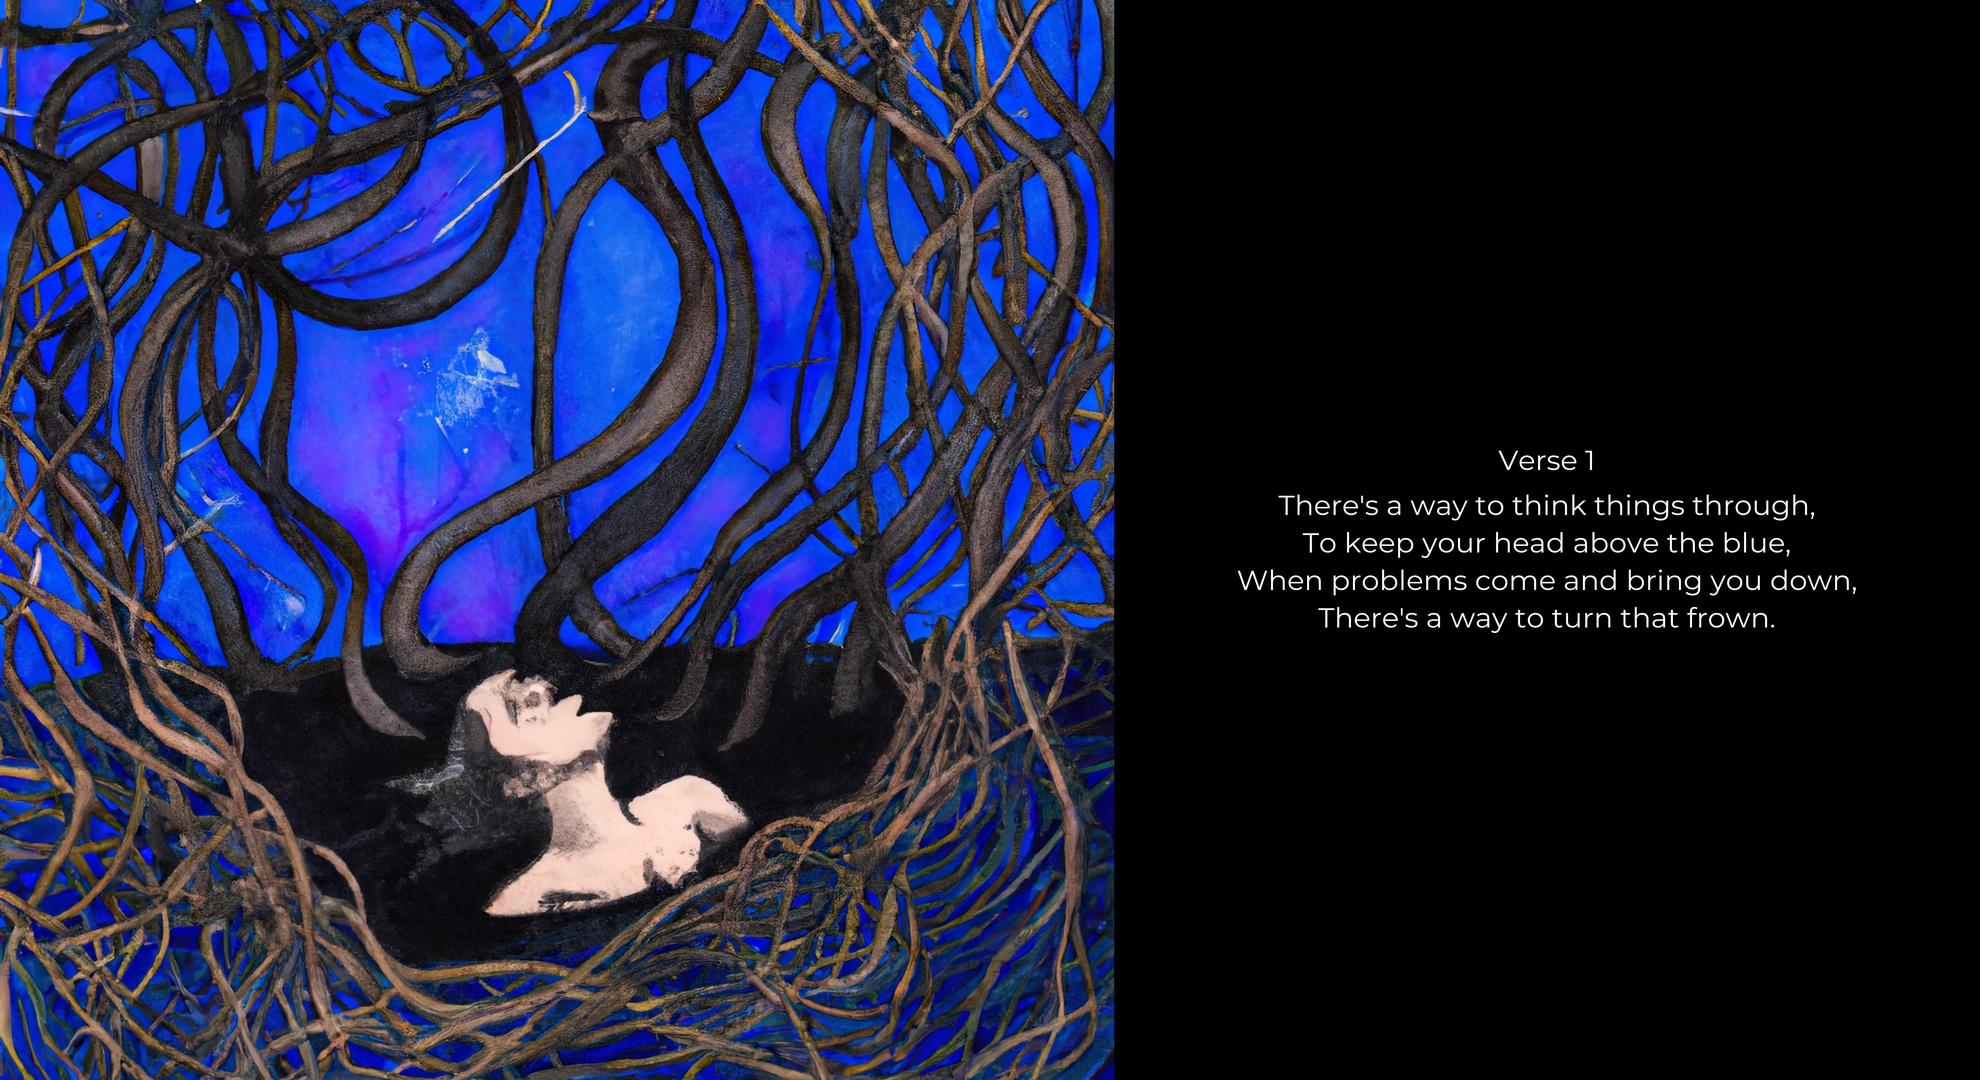 Verse 1
There's a way to think things through,
To keep your head above the blue,
When problems come and bring you down,
There's a way to turn that frown.